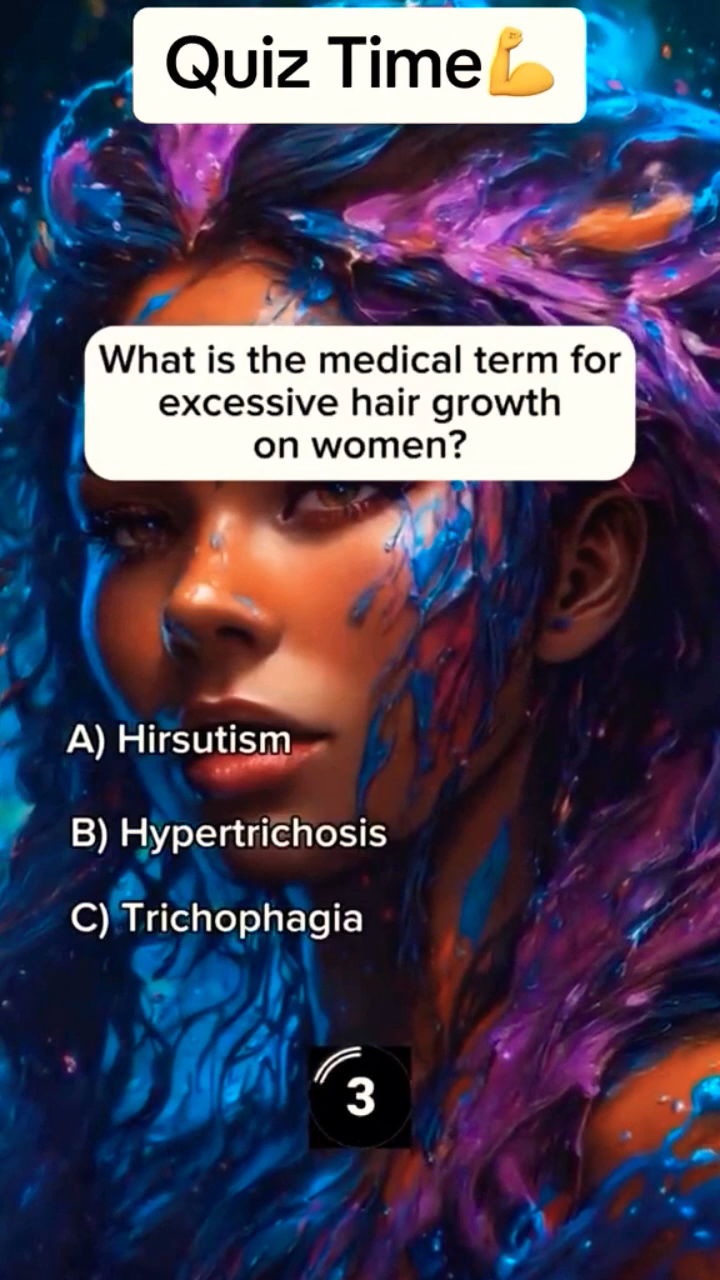 Quiz Time💪
What is the medical term for
excessive hair growth
on women?
A) Hirsutism
B) Hypertrichosis
C) Trichophagia
3